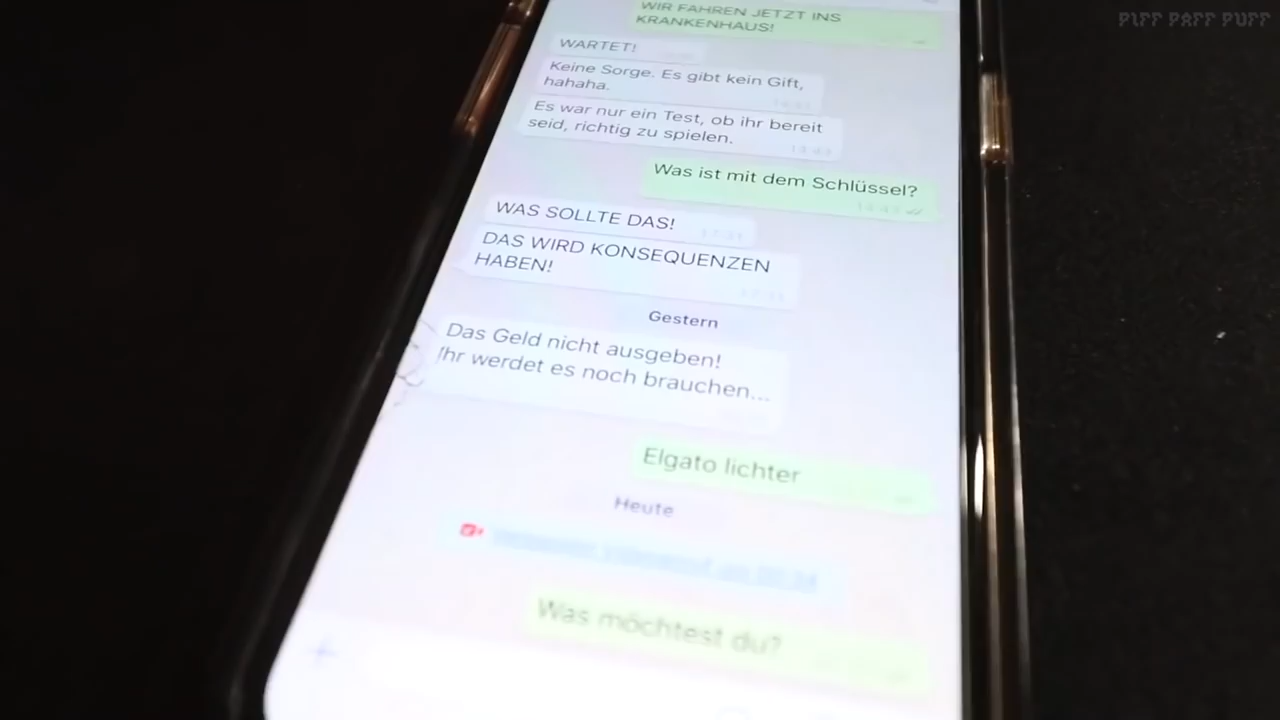 PIFF PAFF PUFF
WIR FAHREN JETZT INS
KRANKENHAUS!
WARTET!
Keine Sorge. Es gibt kein Gift,
hahaha.
Es war nur ein Test, ob ihr bereit
seid, richtig zu spielen.
Was ist mit dem Schlüssel?
WAS SOLLTE DAS!
DAS WIRD KONSEQUENZEN
HABEN!
Gestern
Das Geld nicht ausgeben!
Ihr werdet es noch brauchen...
Elgato lichter
Heute
Was möchtest du?